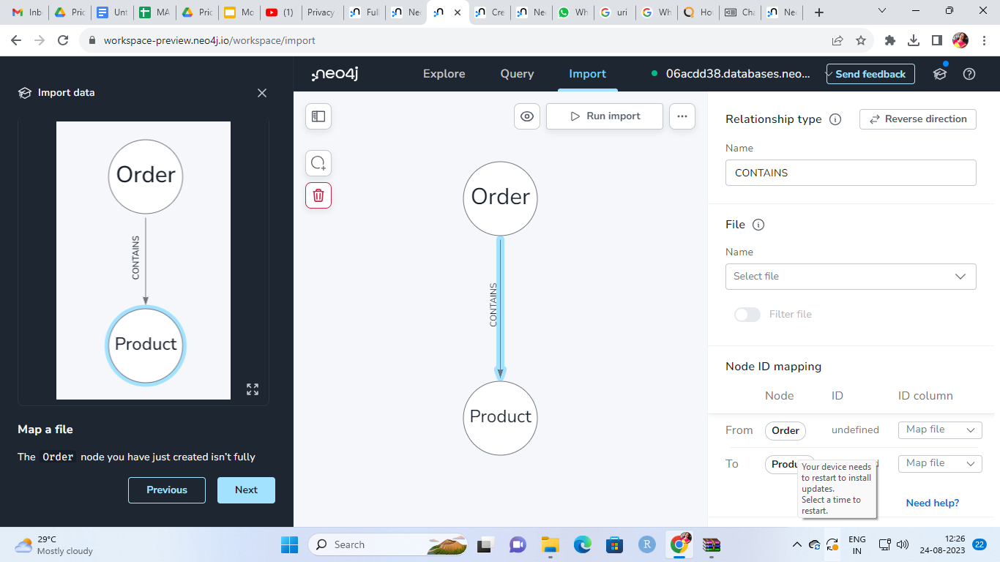 Inb
Pric
Unt
MA
Pric
Mo
(1)
Privacy
Full
Nec
Cre
Ne
Wh
uri
Wh
Hov
Cha
Ne
workspace-preview.neo4j.io/workspace/import
Import data
Order
CONTAINS
Product
Map a file
The Order node you have just created isn't fully
Previous
Next
neo4j
Explore
Query
Import
06acdd38.databases.neo...
Send feedback
Run import
Order
CONTAINS
Product
Relationship type
Reverse direction
Name
CONTAINS
File
Name
Select file
Filter file
Node ID mapping
Node ID ID column
From Order undefined Map file
To Produ d Map file
Your device needs
to restart to install
updates.
Select a time to
restart.
Need help?
29°C
Mostly cloudy
Search
R
ENG
IN
12:26
24-08-2023
22